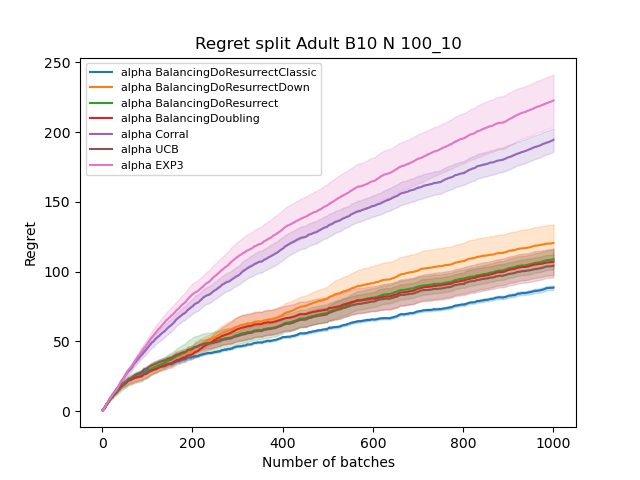 Regret split Adult B10 N 100_10
alpha BalancingDoResurrectClassic
alpha BalancingDoResurrectDown
alpha BalancingDoResurrect
alpha BalancingDoubling
alpha Corral
alpha UCB
alpha EXP3
Regret
250
200
150
100
50
0
0 200 400 600 800 1000
Number of batches